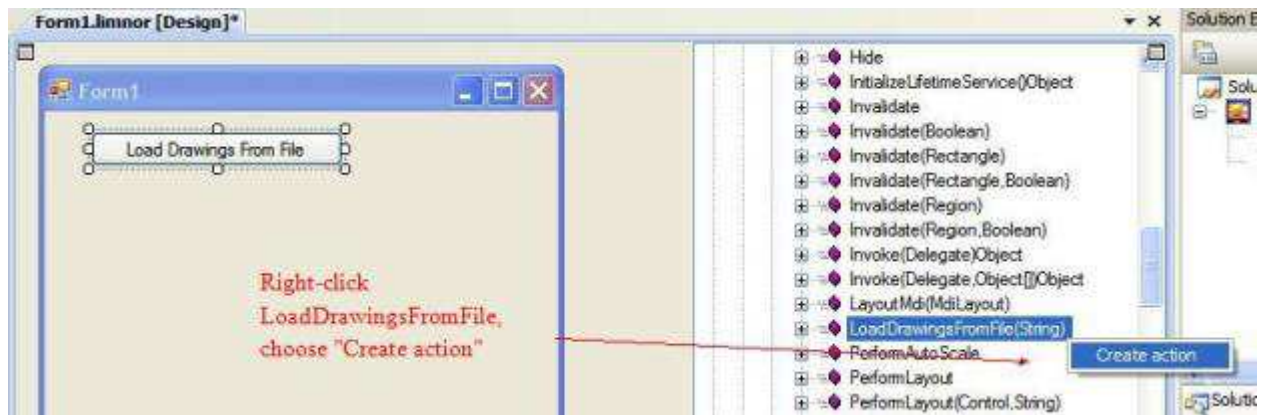 Form1.limnor [Design]*
Solution E
Form1
Load Drawings From File
Right-click
LoadDrawingsFromFile,
choose "Create action"
Hide
InitializeLifetimeService()Object
Invalidate
Invalidate(Boolean)
Invalidate(Rectangle)
Invalidate(Rectangle,Boolean)
Invalidate(Region)
Invalidate(Region,Boolean)
Invoke(Delegate)Object
Invoke(Delegate,Object[])Object
LayoutMdi(MdiLayout)
LoadDrawingsFromFile(String)
PerformAutoScale
PerformLayout
PerformLayout(Control,String)
Create action
Solu
Solutio